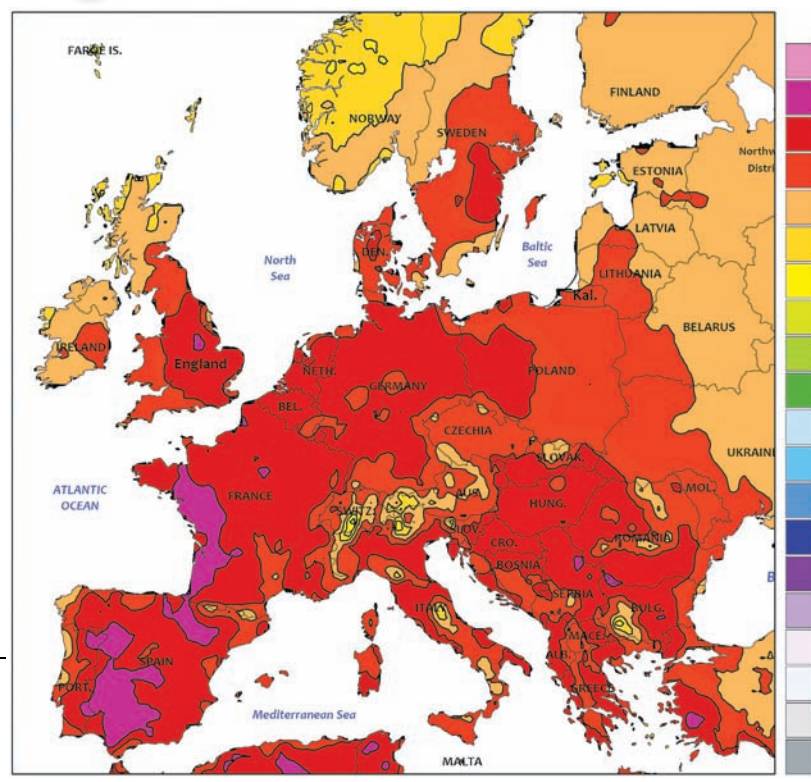 FAROE IS.
FINLAND
NORWAY
SWEDEN
ESTONIA
LATVIA
DEN.
North
Sea
Baltic
Sea
LITHUANIA
Kal.
BELARUS
IRELAND
England
NETH.
GERMANY
POLAND
BEL.
CZECHIA
UKRAIN
SLOVAK.
ATLANTIC
OCEAN
FRANCE
AUS.
MOL.
SWITZ.
HUNG.
SLOV.
CRO.
ROMANIA
BOSNIA
SERBIA
B
ITALY
BULG.
MACE.
SPAIN
ALB.
PORT.
GREECE
Mediterranean Sea
MALTA